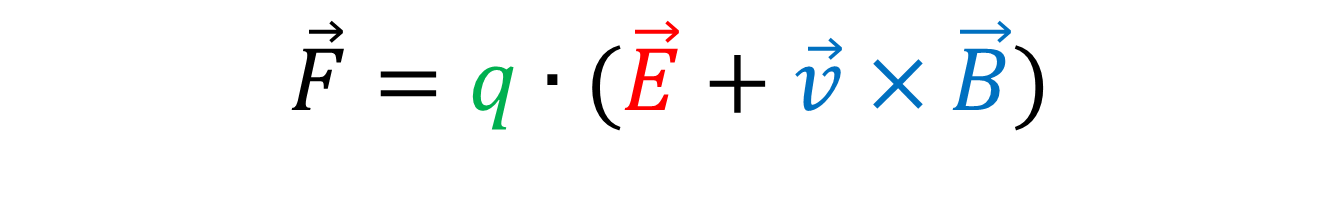 F⃗ = q · (E⃗ + v⃗ × B⃗)